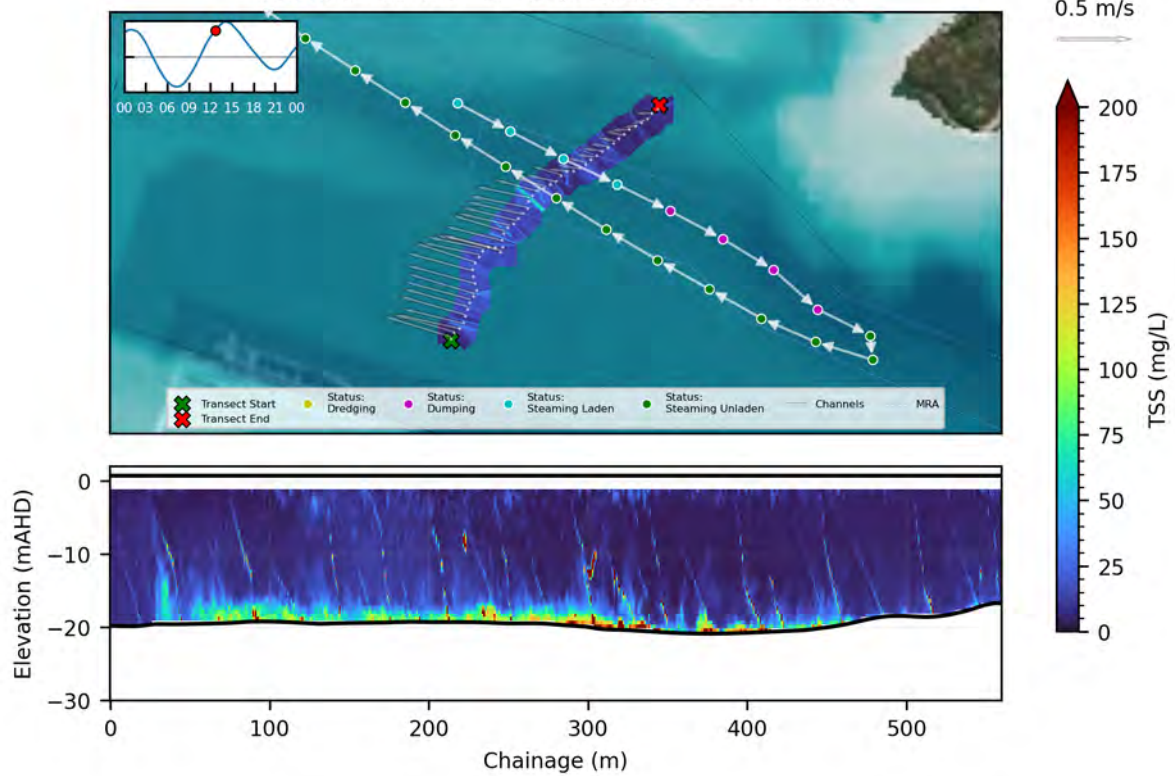 0.5 m/s
00 03 06 09 12 15 18 21 00
Transect Start
Transect End
Status:
Dredging
Status:
Dumping
Status:
Steaming Laden
Status:
Steaming Unladen
Channels
MRA
200
175
150
125
100
75
50
25
0
TSS (mg/L)
0
−10
−20
−30
Elevation (mAHD)
0 100 200 300 400 500
Chainage (m)